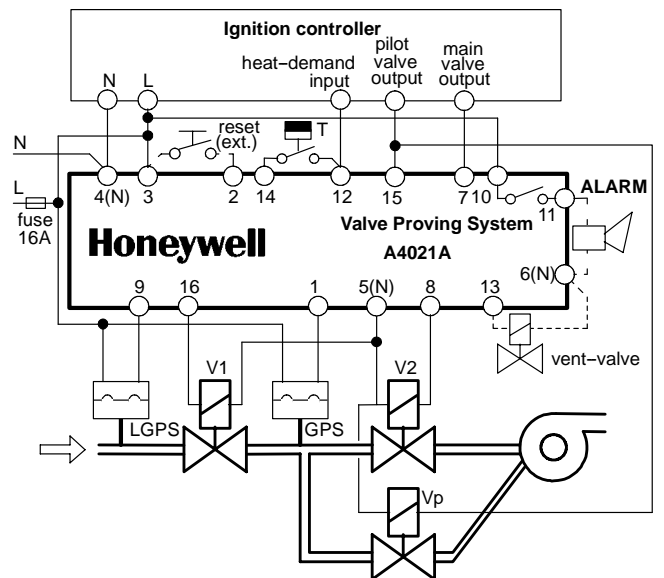 Ignition controller
N
L
heat-demand
input
pilot
valve
output
main
valve
output
N
reset
(ext.)
T
4(N)
3
2
14
12
15
7
10
L
fuse
16A
Honeywell
Valve Proving System
A4021A
ALARM
11
6(N)
9
16
1
5(N)
8
13
vent-valve
V1
V2
LGPS
GPS
Vp